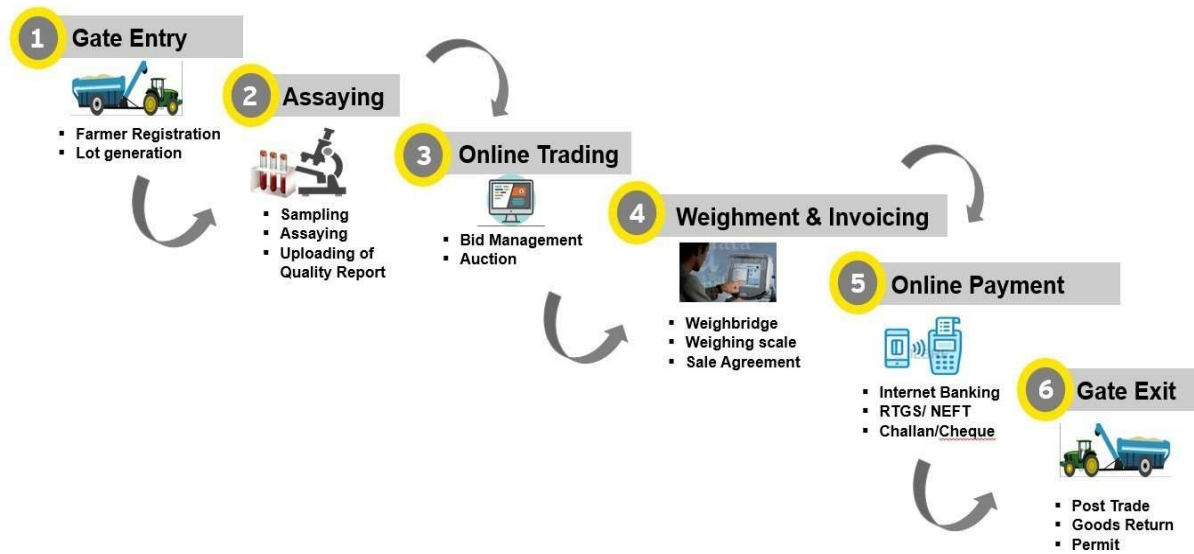 1 Gate Entry
▪ Farmer Registration
▪ Lot generation
2 Assaying
▪ Sampling
▪ Assaying
▪ Uploading of
Quality Report
3 Online Trading
▪ Bid Management
▪ Auction
4 Weighment & Invoicing
▪ Weighbridge
▪ Weighing scale
▪ Sale Agreement
5 Online Payment
▪ Internet Banking
▪ RTGS/ NEFT
▪ Challan/Cheque
6 Gate Exit
▪ Post Trade
▪ Goods Return
▪ Permit